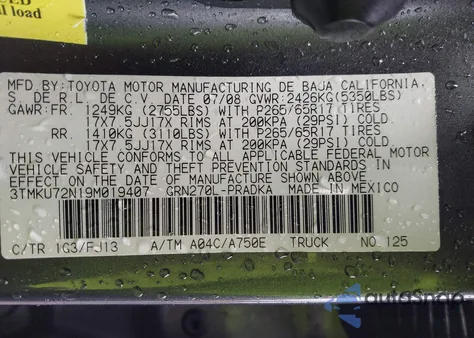 l load
MFD. BY: TOYOTA MOTOR MANUFACTURING DE BAJA CALIFORNIA.
S DE R.L DE C.V. DATE 07/08 GVWR: 2426KG (5350LBS)
GAWR: FR. 1249KG (2755LBS) WITH P265/65R17 TIRES
17X7.5JJ17X RIMS AT 200KPA (29PSI) COLD.
RR. 1410KG (3110LBS) WITH P265/65R17 TIRES
17X7.5JJ17X RIMS AT 200KPA (29PSI) COLD.
THIS VEHICLE CONFORMS TO ALL APPLICABLE FEDERAL MOTOR
VEHICLE SAFETY, BUMPER AND THEFT PREVENTION
STANDARDS IN EFFECT ON THE DATE OF MANUFACTURE SHOWN ABOVE.
3TMKU72N19M019407 GRN270L-PRADKA MADE IN MEXICO
C/TR 1G3/FJ13 A/TM A04C/A750E TRUCK NO.125
autoSnap